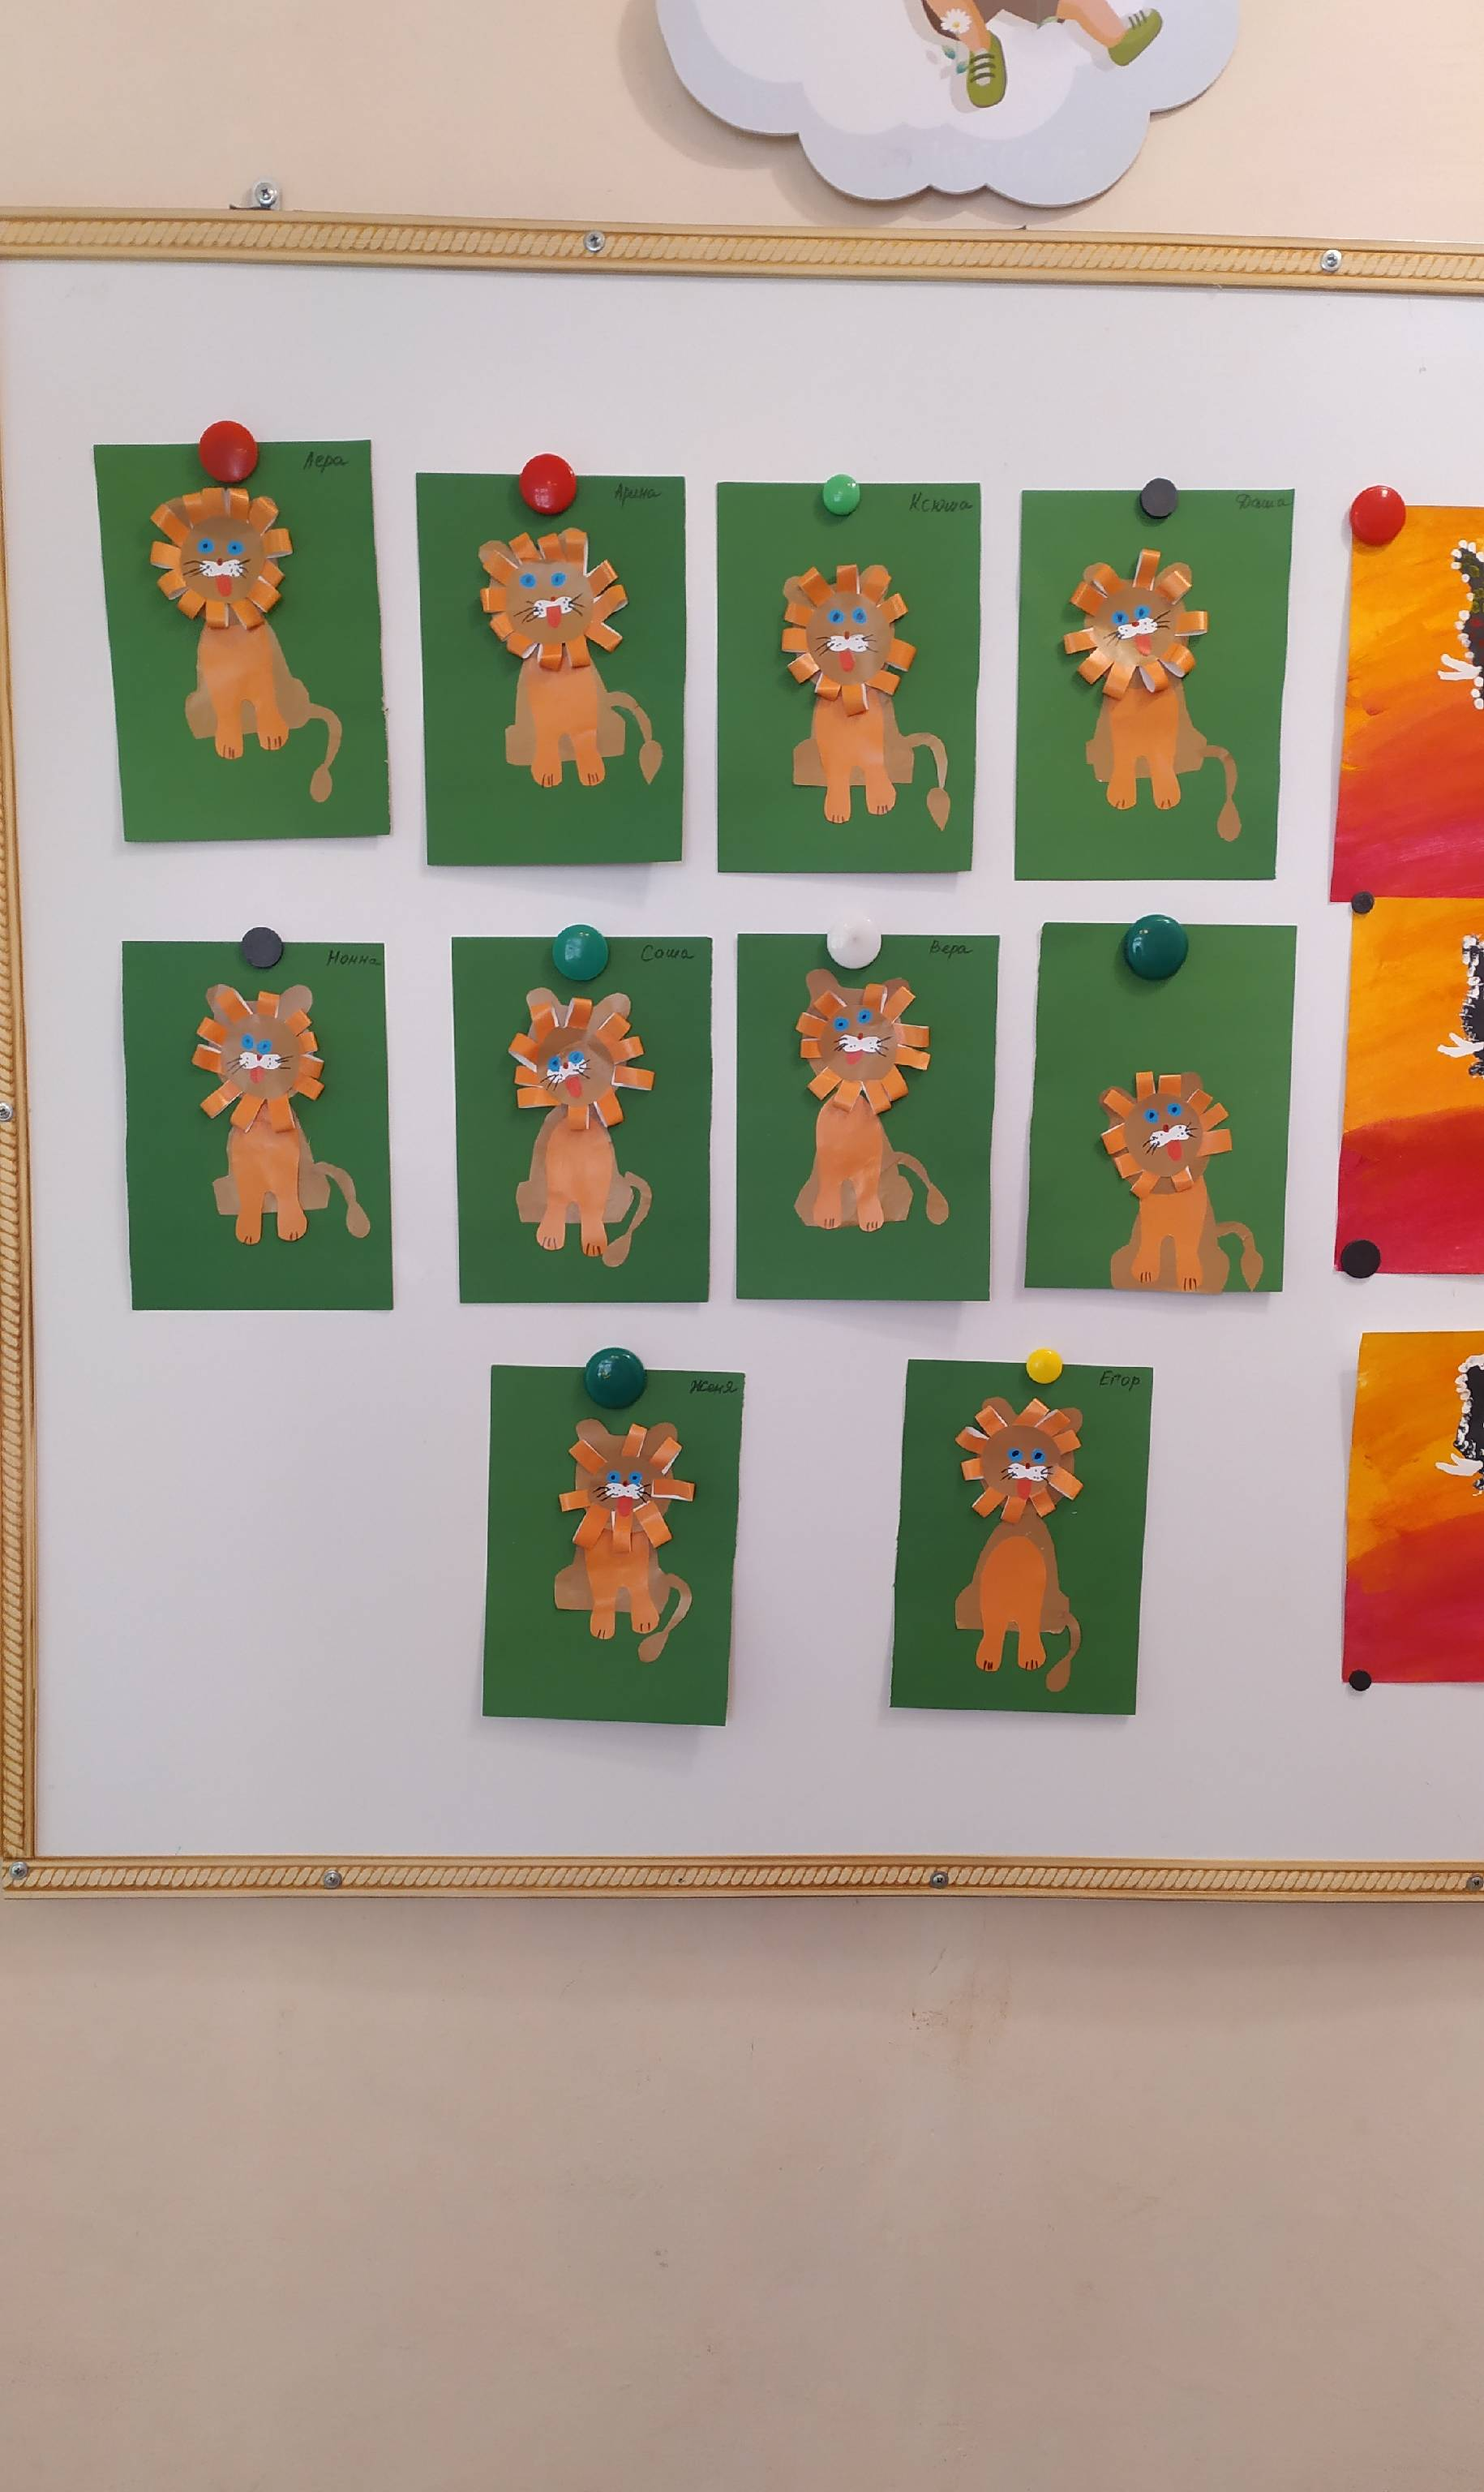 Лера
Арина
Ксюша
Даша
Нонна
Саша
Вера
Женя
Егор